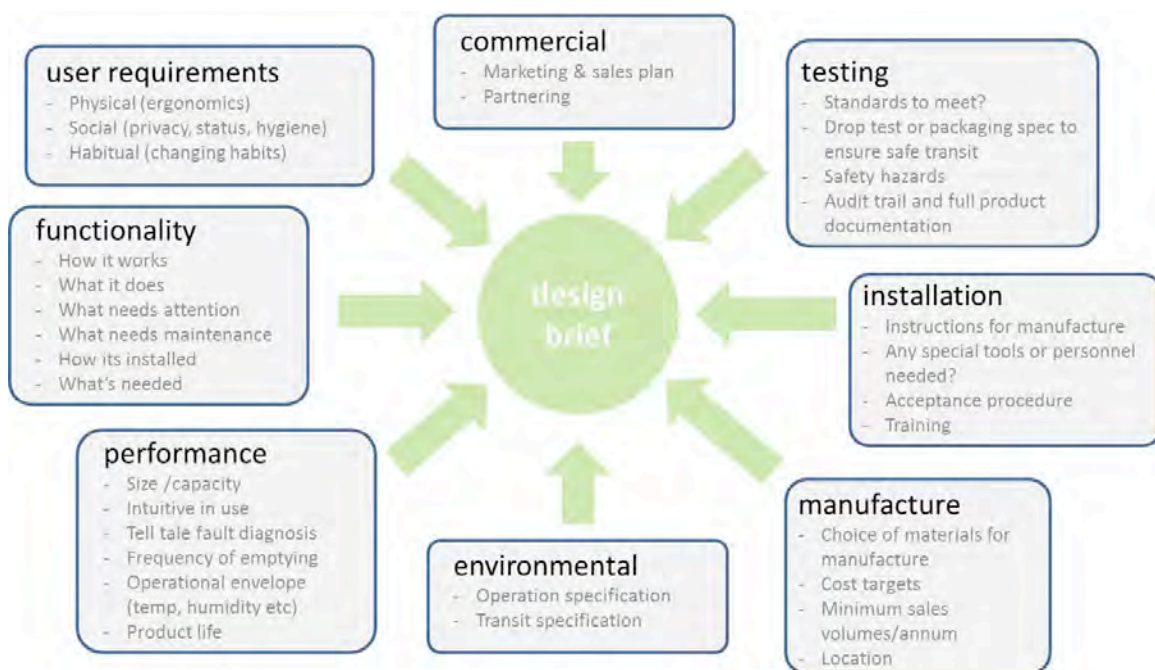 user requirements
- Physical (ergonomics)
- Social (privacy, status, hygiene)
- Habitual (changing habits)
commercial
- Marketing & sales plan
- Partnering
testing
- Standards to meet?
- Drop test or packaging spec to
ensure safe transit
- Safety hazards
- Audit trail and full product
documentation
functionality
- How it works
- What it does
- What needs attention
- What needs maintenance
- How its installed
- What's needed
design
brief
installation
- Instructions for manufacture
- Any special tools or personnel
needed?
- Acceptance procedure
- Training
performance
- Size /capacity
- Intuitive in use
- Tell tale fault diagnosis
- Frequency of emptying
- Operational envelope
(temp, humidity etc)
- Product life
environmental
- Operation specification
- Transit specification
manufacture
- Choice of materials for
manufacture
- Cost targets
- Minimum sales
volumes/annum
- Location